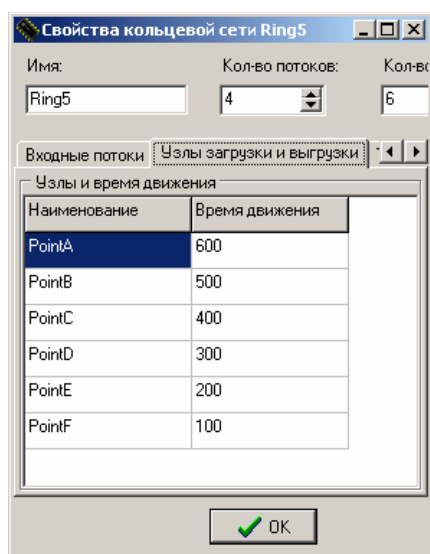 Свойства кольцевой сети Ring5
Имя: Кол-во потоков: Кол-во
Ring5 4 6
Входные потоки Узлы загрузки и выгрузки
Узлы и время движения
Наименование Время движения
PointA 600
PointB 500
PointC 400
PointD 300
PointE 200
PointF 100
OK